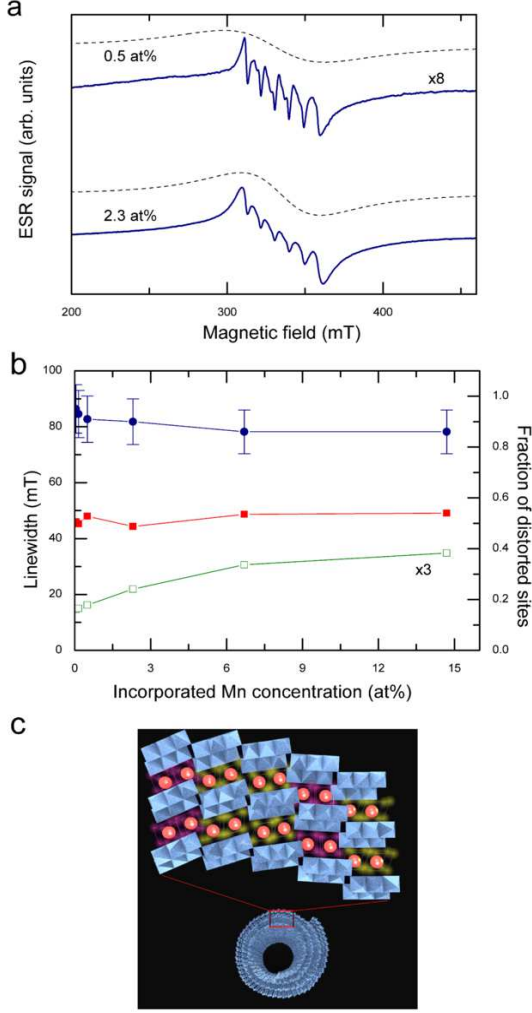 a
0.5 at%
x8
2.3 at%
ESR signal (arb. units)
200
300
400
Magnetic field (mT)
b
100
80
60
40
20
0
Linewidth (mT)
1.0
0.8
0.6
0.4
0.2
0.0
Fraction of distorted sites
x3
0
3
6
9
12
15
Incorporated Mn concentration (at%)
c